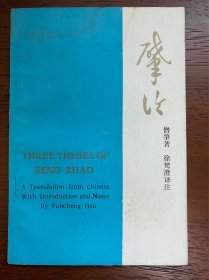 肇论
僧肇著
徐梵澄译注
THREE THESES OF
SENG-ZHAO
A Translation from chinese
With Introduction and Notes
by Fancheng Hsu